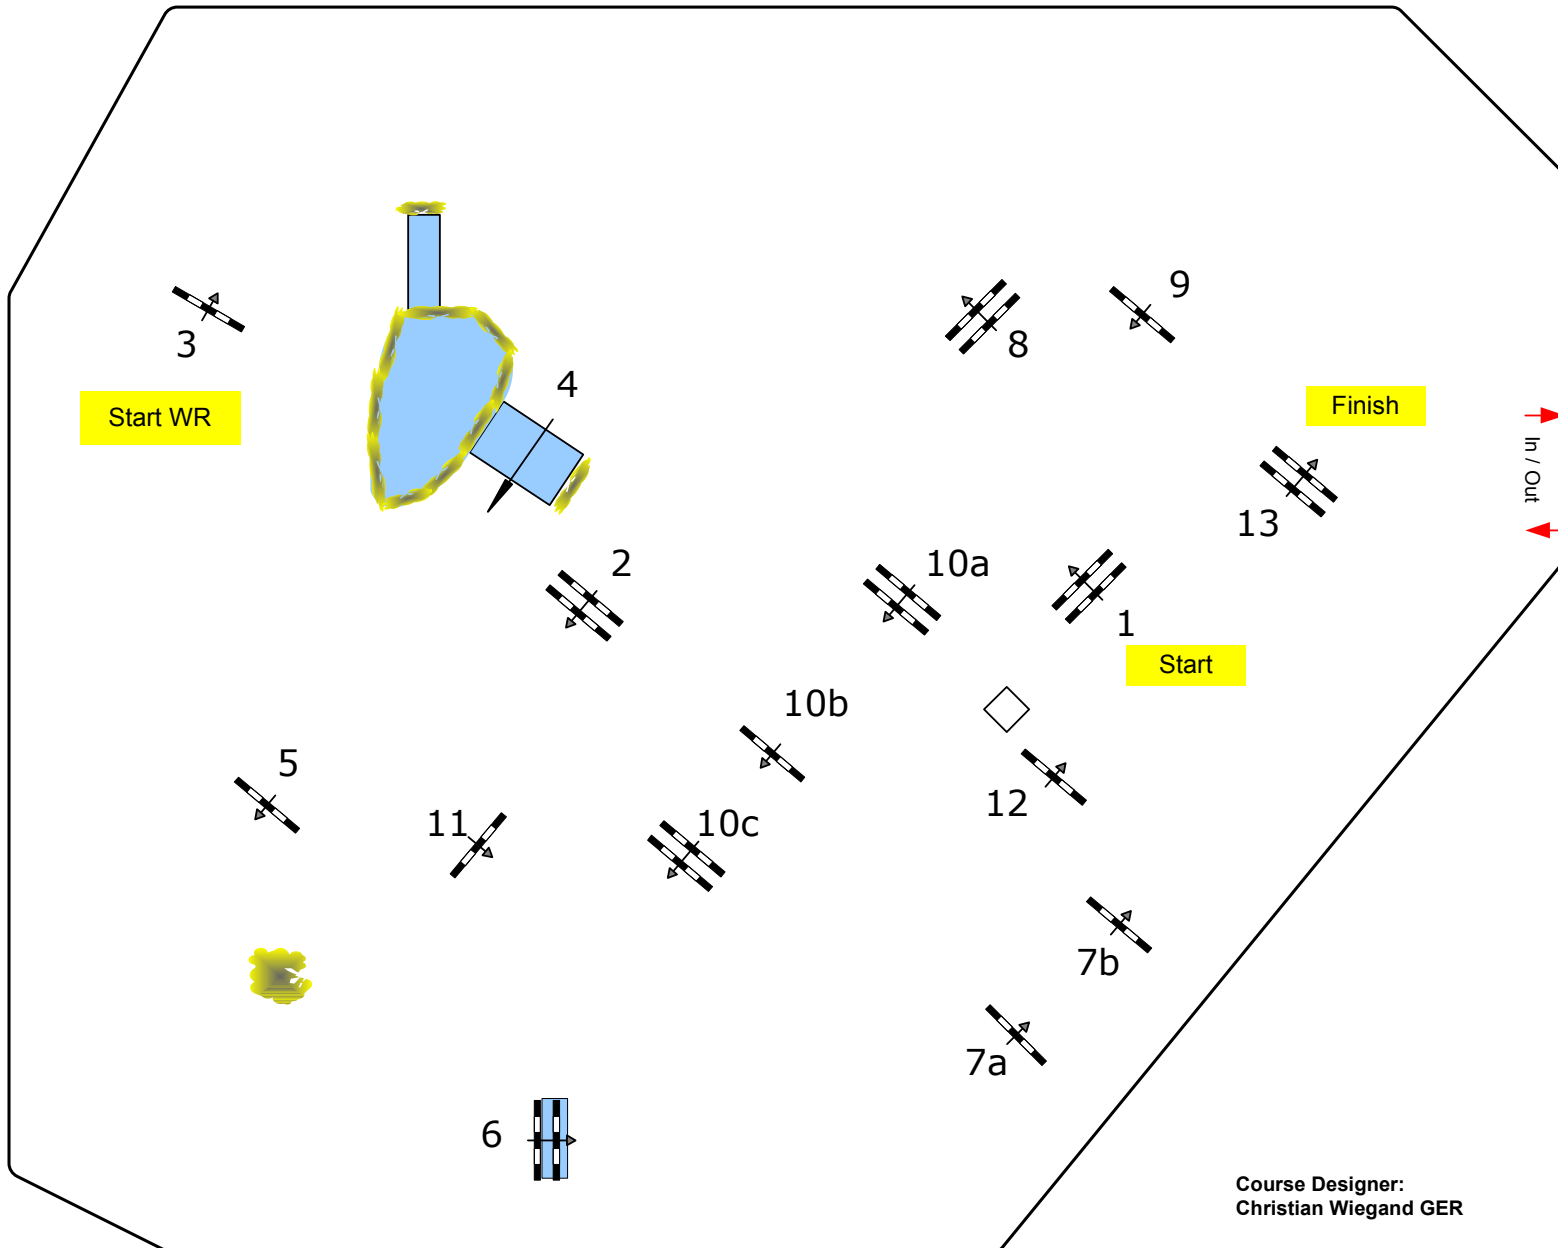 9
3
8
4
Finish
Start WR
In / Out
13
2
10a
1
Start
10b
5
12
11
10c
7b
7a
6
Course Designer:
Christian Wiegand GER